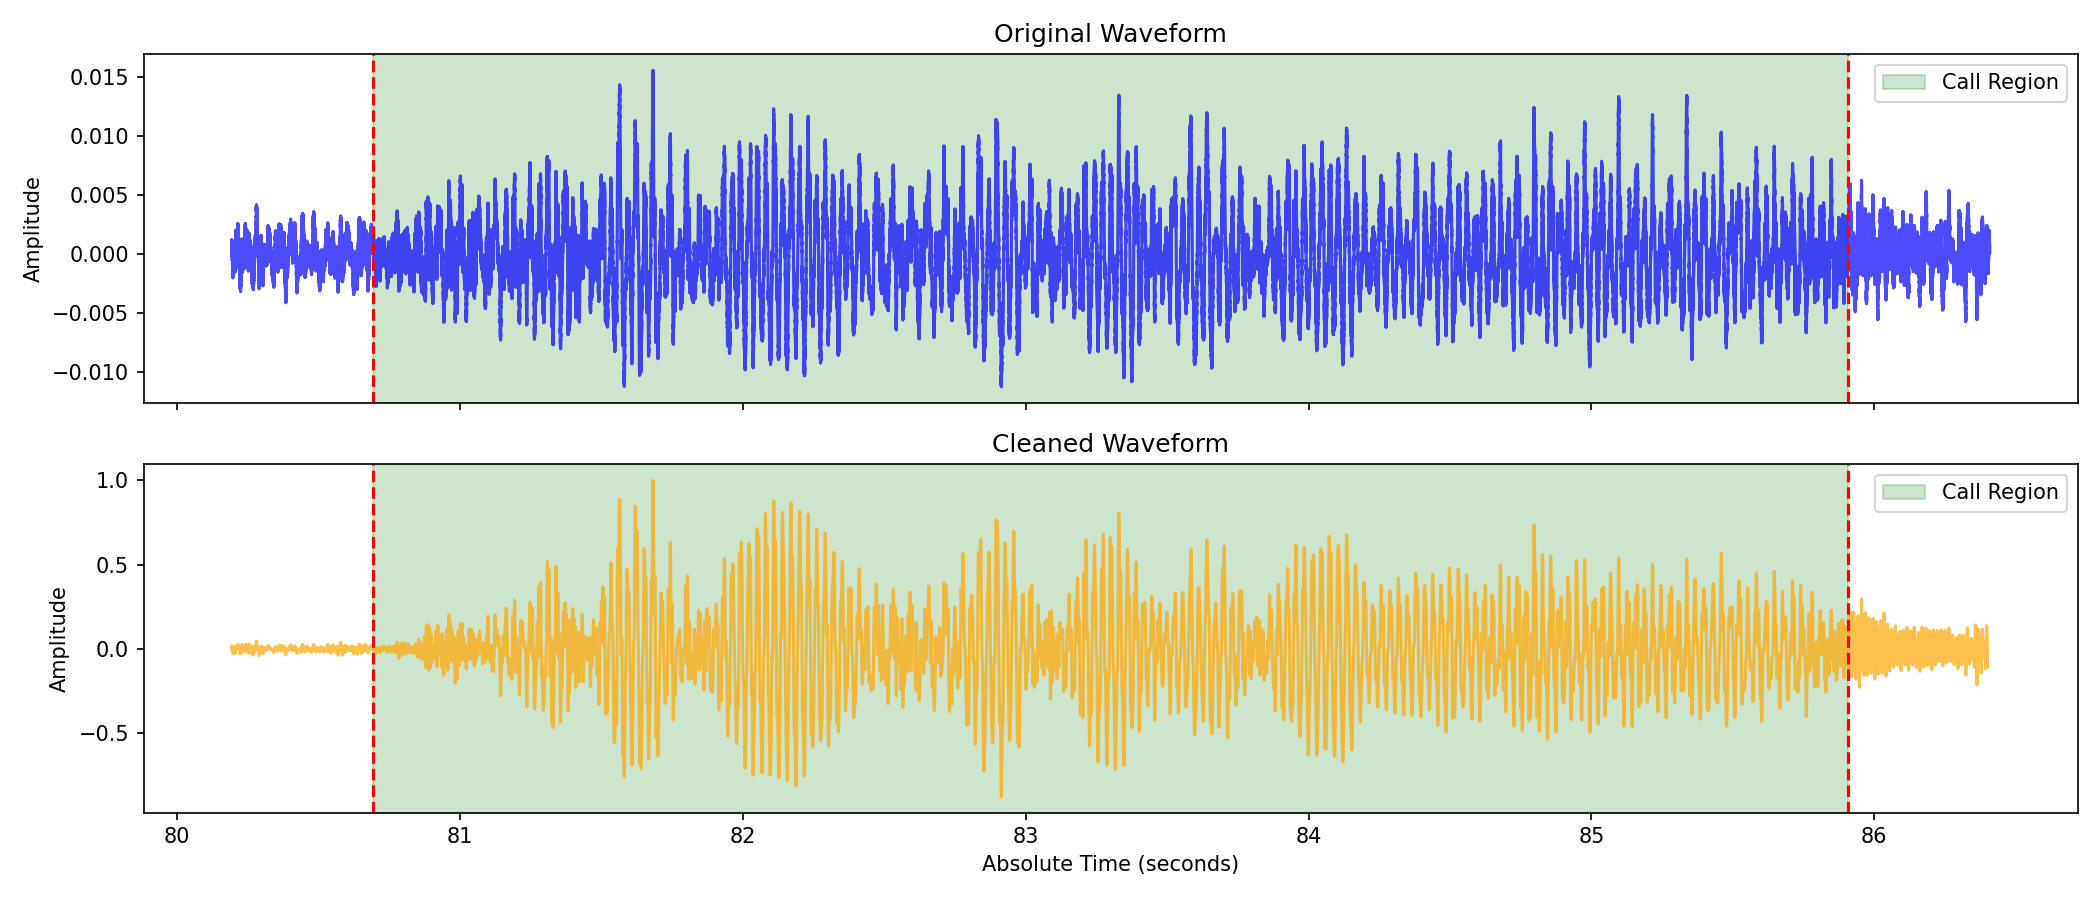 Original Waveform
Amplitude
0.015
0.010
0.005
0.000
−0.005
−0.010
Call Region
Cleaned Waveform
Amplitude
1.0
0.5
0.0
−0.5
Call Region
80 81 82 83 84 85 86
Absolute Time (seconds)